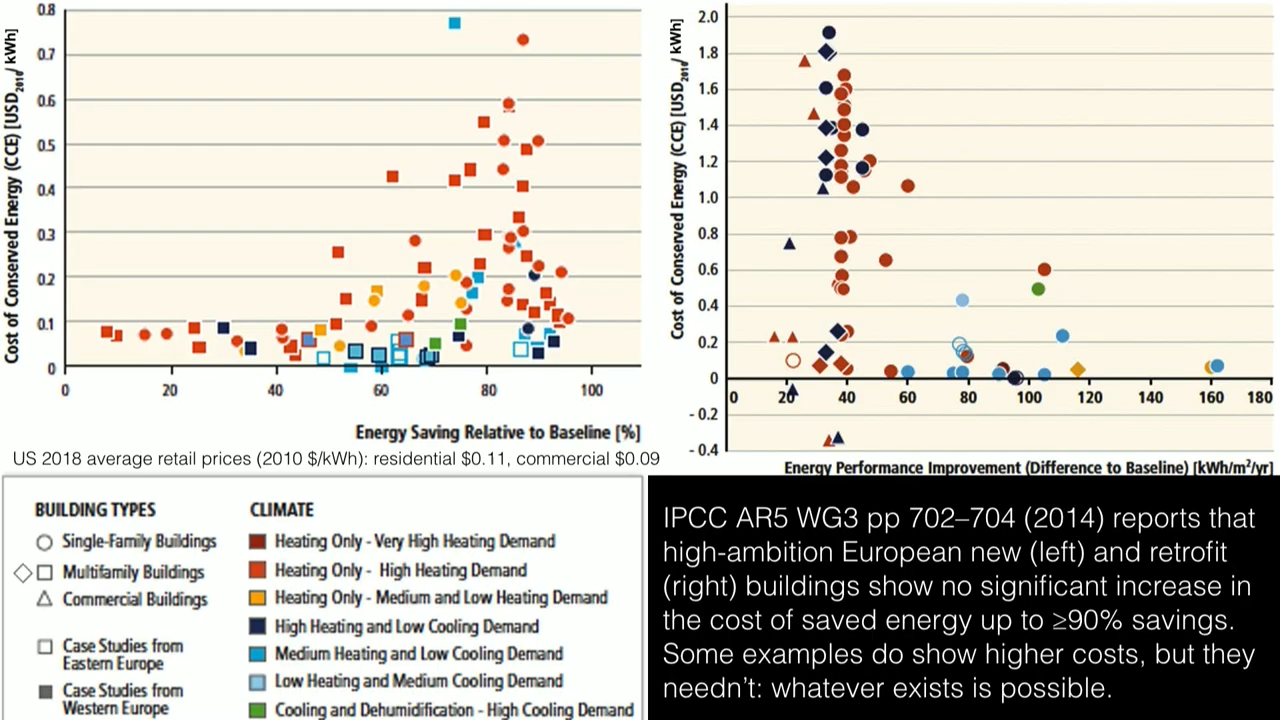 Cost of Conserved Energy (CCE) [USD2010/ kWh]
0.8
0.7
0.6
0.5
0.4
0.3
0.2
0.1
0
0 20 40 60 80 100
Energy Saving Relative to Baseline [%]
US 2018 average retail prices (2010 $/kWh): residential $0.11, commercial $0.09
Cost of Conserved Energy (CCE) [USD2010/ kWh]
2.0
1.8
1.6
1.4
1.2
1.0
0.8
0.6
0.4
0.2
0
- 0.2
- 0.4
0 20 40 60 80 100 120 140 160 180
Energy Performance Improvement (Difference to Baseline) [kWh/m²/yr]
BUILDING TYPES
Single-Family Buildings
Multifamily Buildings
Commercial Buildings
Case Studies from
Eastern Europe
Case Studies from
Western Europe
CLIMATE
Heating Only - Very High Heating Demand
Heating Only - High Heating Demand
Heating Only - Medium and Low Heating Demand
High Heating and Low Cooling Demand
Medium Heating and Low Cooling Demand
Low Heating and Medium Cooling Demand
Cooling and Dehumidification - High Cooling Demand
IPCC AR5 WG3 pp 702–704 (2014) reports that
high-ambition European new (left) and retrofit
(right) buildings show no significant increase in
the cost of saved energy up to ≥90% savings.
Some examples do show higher costs, but they
needn't: whatever exists is possible.